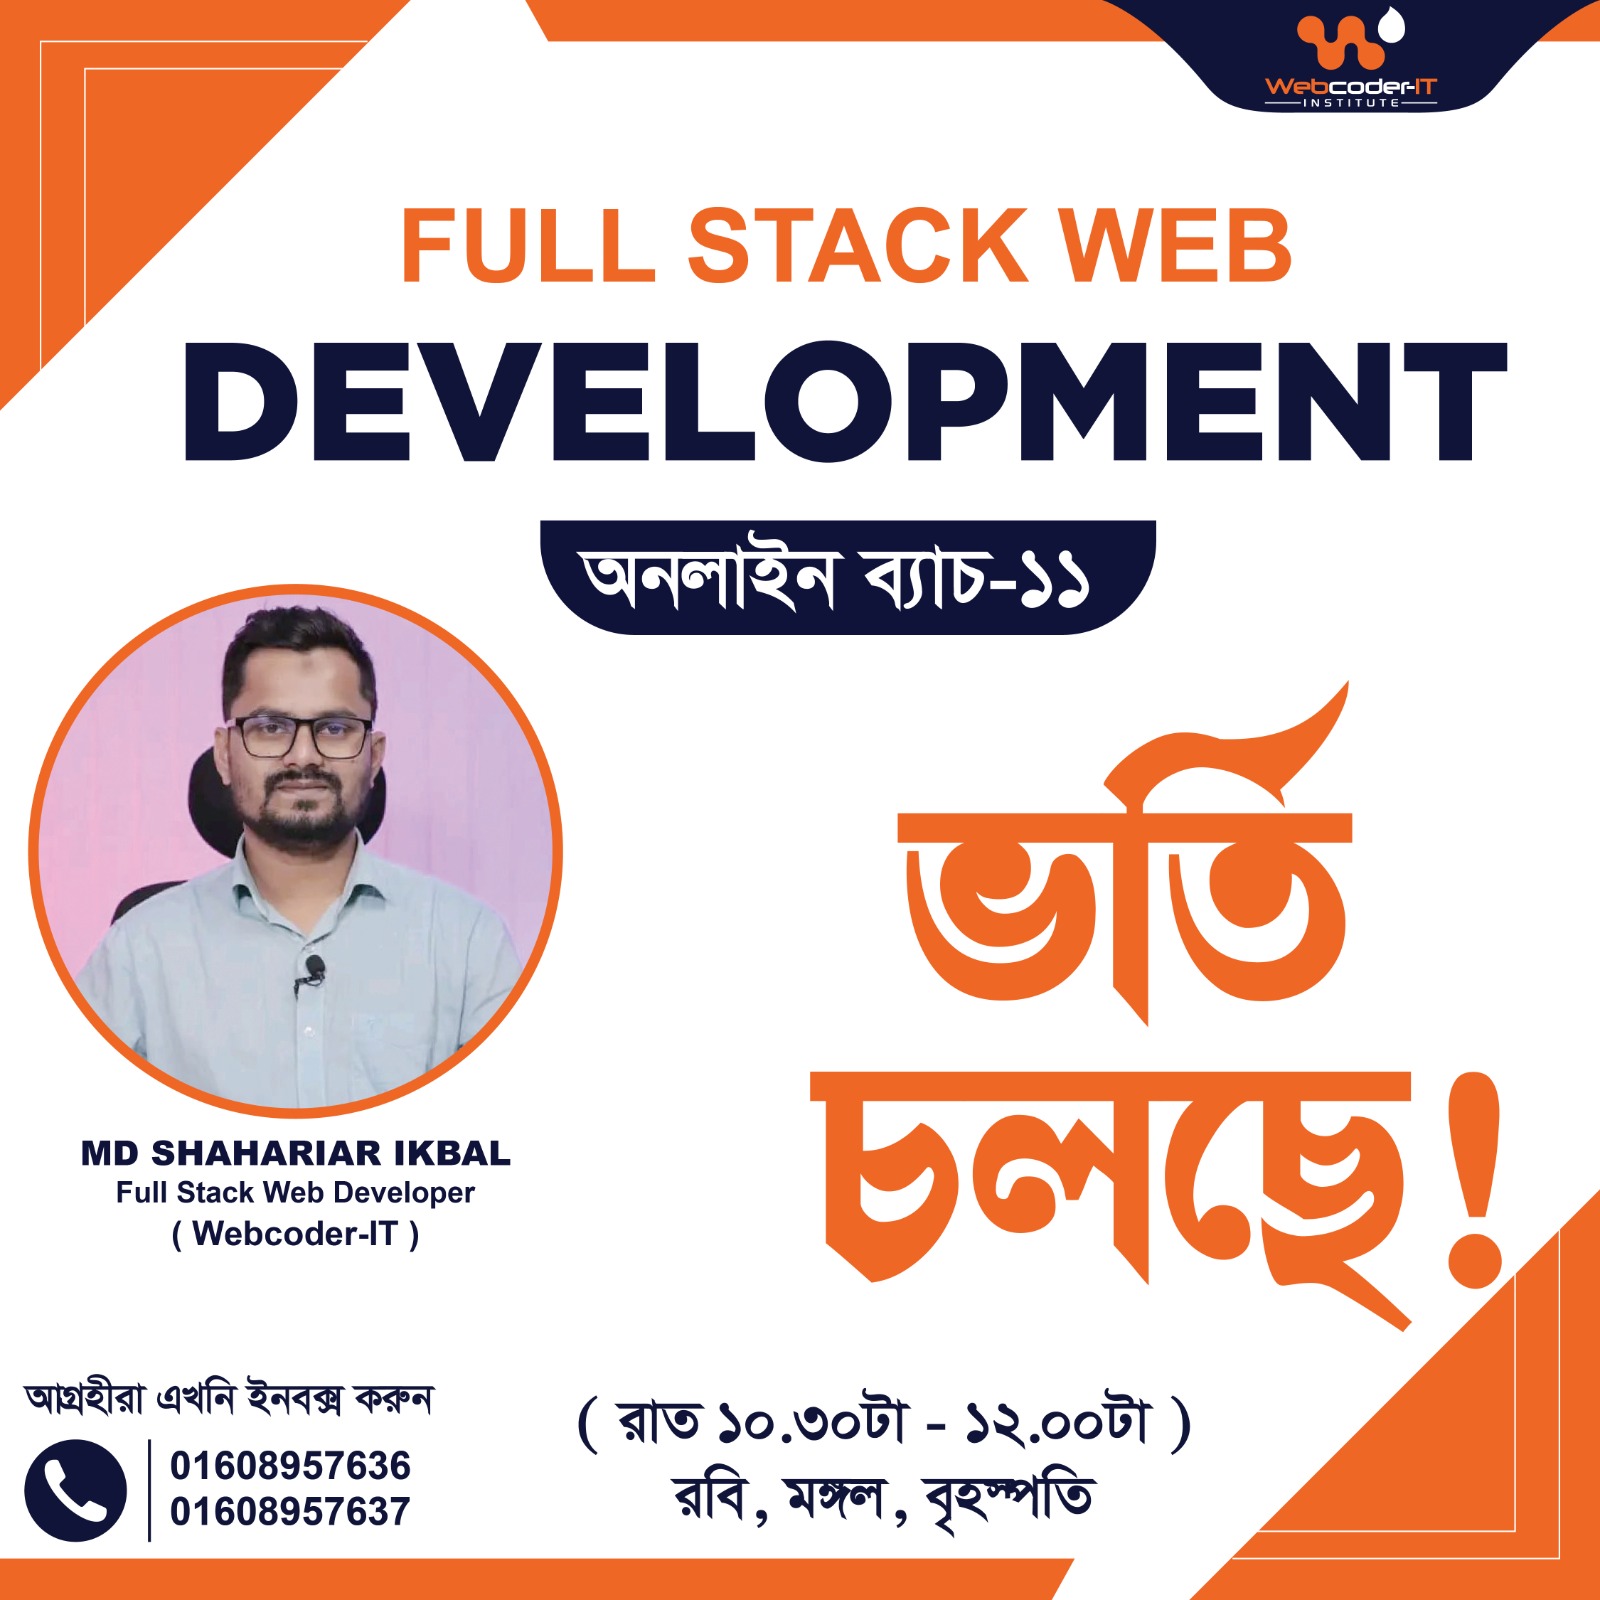 Webcoder-IT
INSTITUTE
FULL STACK WEB
DEVELOPMENT
অনলাইন ব্যাচ-১১
ভর্তি
চলছে!
MD SHAHARIAR IKBAL
Full Stack Web Developer
( Webcoder-IT )
আগ্রহীরা এখনি ইনবক্স করুন
01608957636
01608957637
( রাত ১০.৩০টা - ১২.০০টা )
রবি, মঙ্গল, বৃহস্পতি